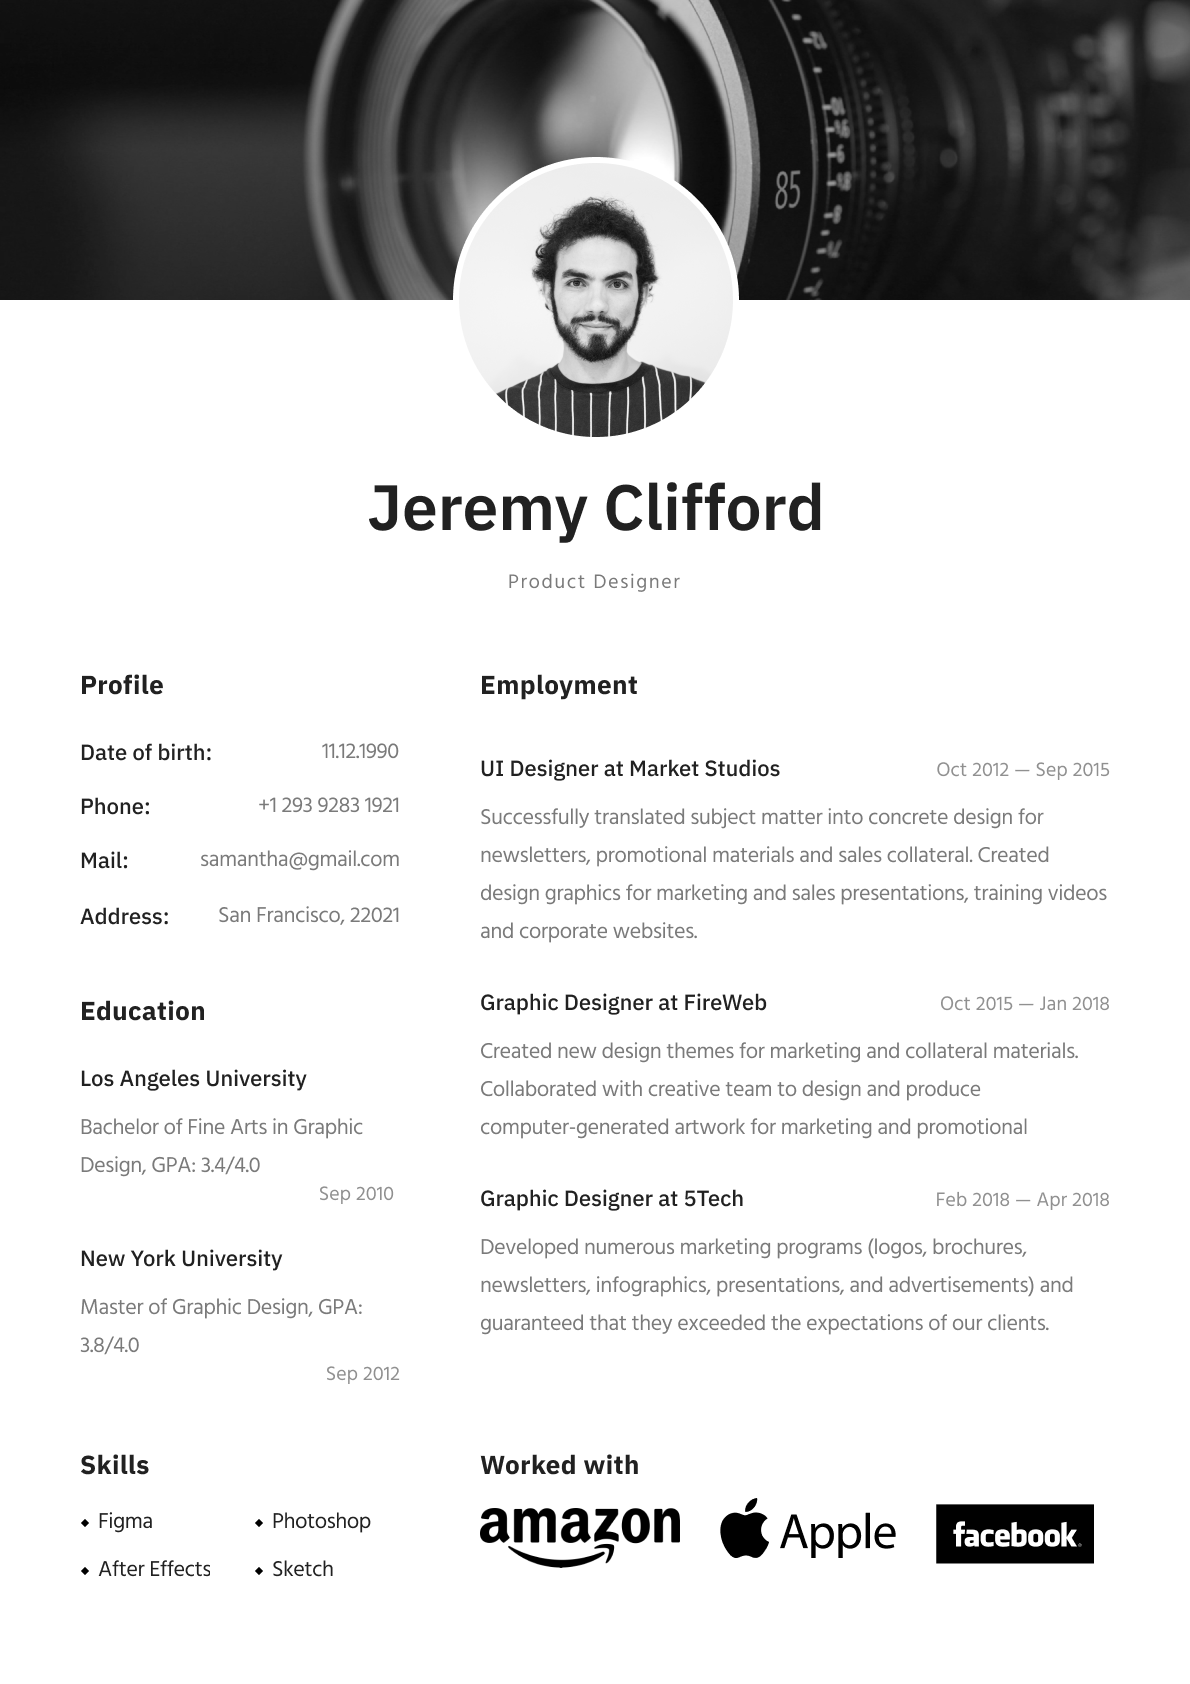 85
Jeremy Clifford
Product Designer
Profile
Date of birth: 11.12.1990
Phone: +1 293 9283 1921
Mail: samantha@gmail.com
Address: San Francisco, 22021
Education
Los Angeles University
Bachelor of Fine Arts in Graphic
Design, GPA: 3.4/4.0
Sep 2010
New York University
Master of Graphic Design, GPA:
3.8/4.0
Sep 2012
Skills
Figma
Photoshop
After Effects
Sketch
Employment
UI Designer at Market Studios Oct 2012 — Sep 2015
Successfully translated subject matter into concrete design for
newsletters, promotional materials and sales collateral. Created
design graphics for marketing and sales presentations, training videos
and corporate websites.
Graphic Designer at FireWeb Oct 2015 — Jan 2018
Created new design themes for marketing and collateral materials.
Collaborated with creative team to design and produce
computer-generated artwork for marketing and promotional
Graphic Designer at 5Tech Feb 2018 — Apr 2018
Developed numerous marketing programs (logos, brochures,
newsletters, infographics, presentations, and advertisements) and
guaranteed that they exceeded the expectations of our clients.
Worked with
amazon
Apple
facebook